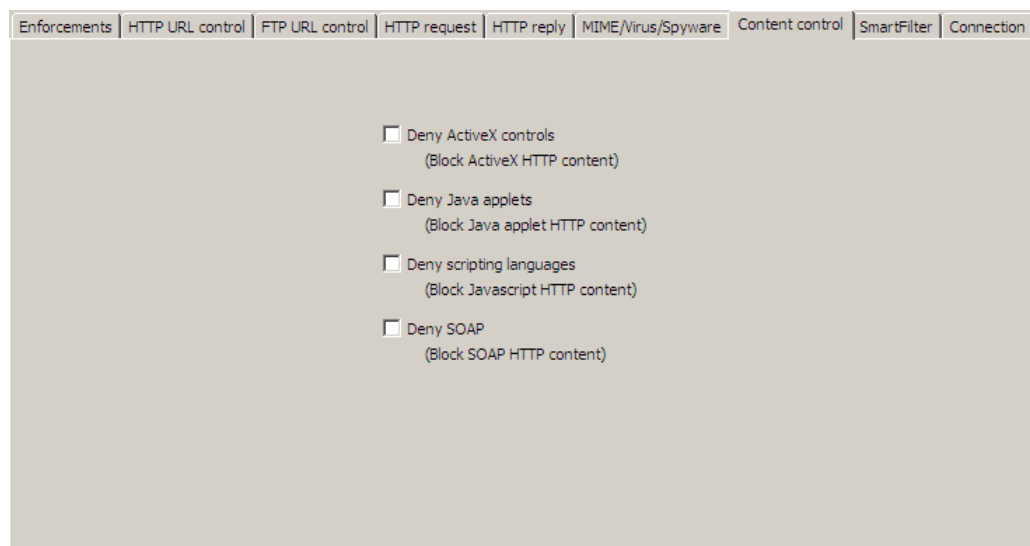 Enforcements HTTP URL control FTP URL control HTTP request HTTP reply MIME/Virus/Spyware Content control SmartFilter Connection
Deny ActiveX controls
(Block ActiveX HTTP content)
Deny Java applets
(Block Java applet HTTP content)
Deny scripting languages
(Block Javascript HTTP content)
Deny SOAP
(Block SOAP HTTP content)